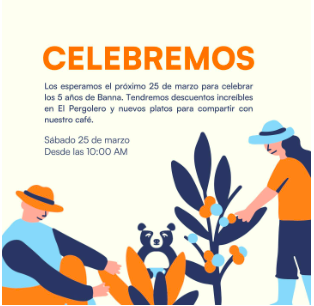 CELEBREMOS
Los esperamos el próximo 25 de marzo para celebrar
los 5 años de Banna. Tendremos descuentos increíbles
en El Pergolero y nuevos platos para compartir con
nuestro café.
Sábado 25 de marzo
Desde las 10:00 AM